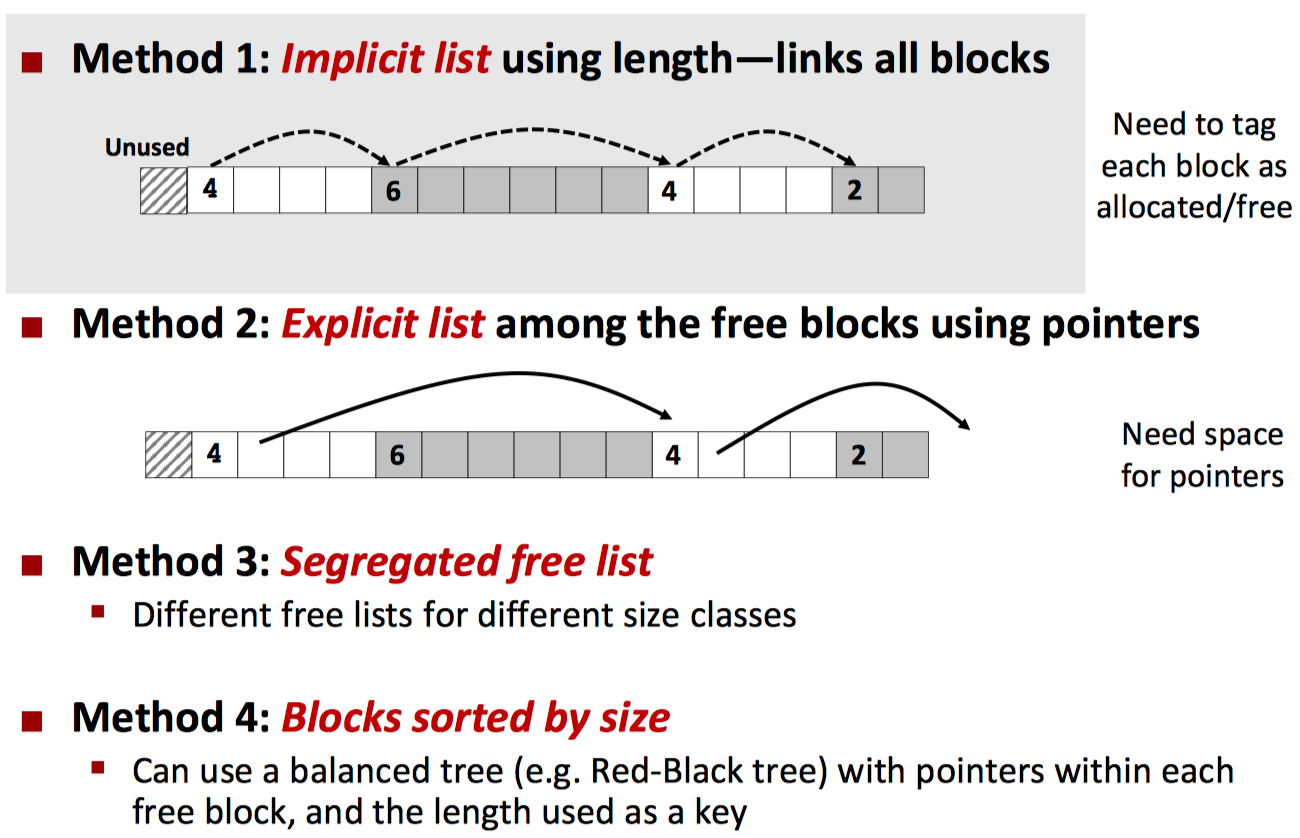 Method 1: Implicit list using length—links all blocks
Unused
4 6 4 2
Need to tag
each block as
allocated/free
Method 2: Explicit list among the free blocks using pointers
4 6 4 2
Need space
for pointers
Method 3: Segregated free list
Different free lists for different size classes
Method 4: Blocks sorted by size
Can use a balanced tree (e.g. Red-Black tree) with pointers within each
free block, and the length used as a key